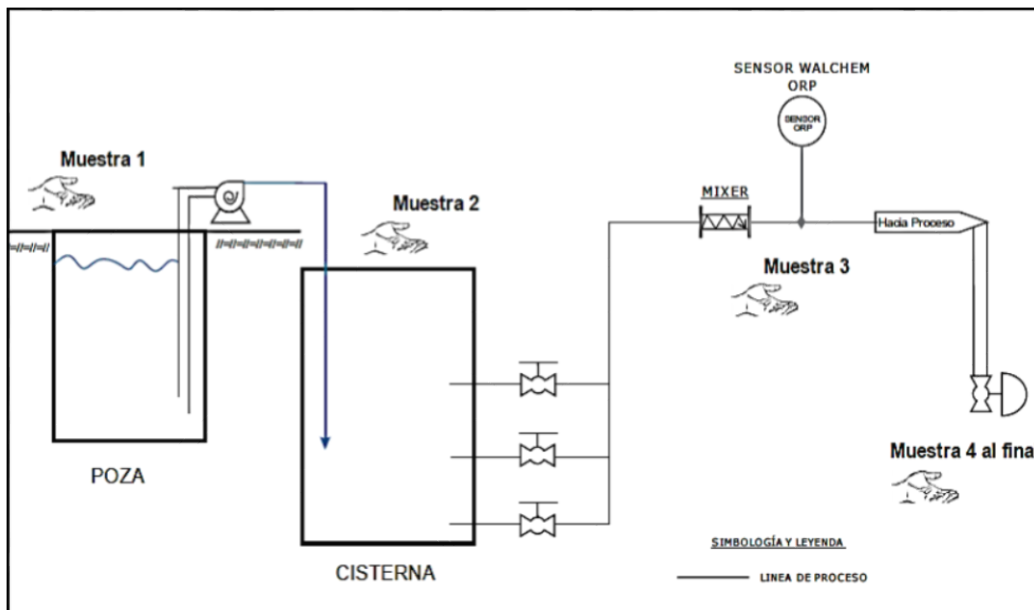 SENSOR WALCHEM
ORP
SENSOR
ORP
Muestra 1
Muestra 2
MIXER
Hacia Proceso
Muestra 3
Muestra 4 al fina
POZA
CISTERNA
SIMBOLOGÍA Y LEYENDA
LINEA DE PROCESO